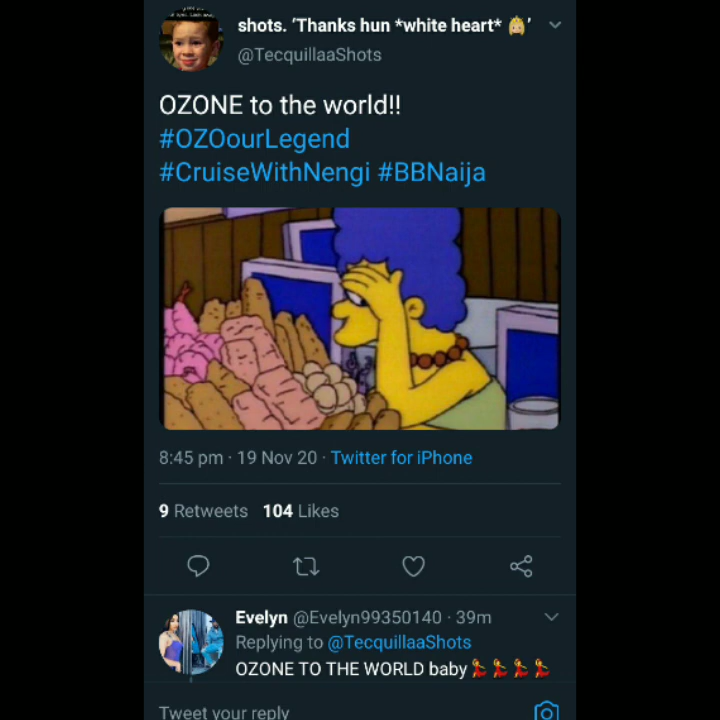 shots. ‘Thanks hun *white heart* 👸🏼’
@TecquillaaShots
OZONE to the world!!
#OZOourLegend
#CruiseWithNengi #BBNaija
8:45 pm · 19 Nov 20 · Twitter for iPhone
9 Retweets 104 Likes
Evelyn @Evelyn99350140 · 39m
Replying to @TecquillaaShots
OZONE TO THE WORLD baby💃💃💃💃
Tweet your reply